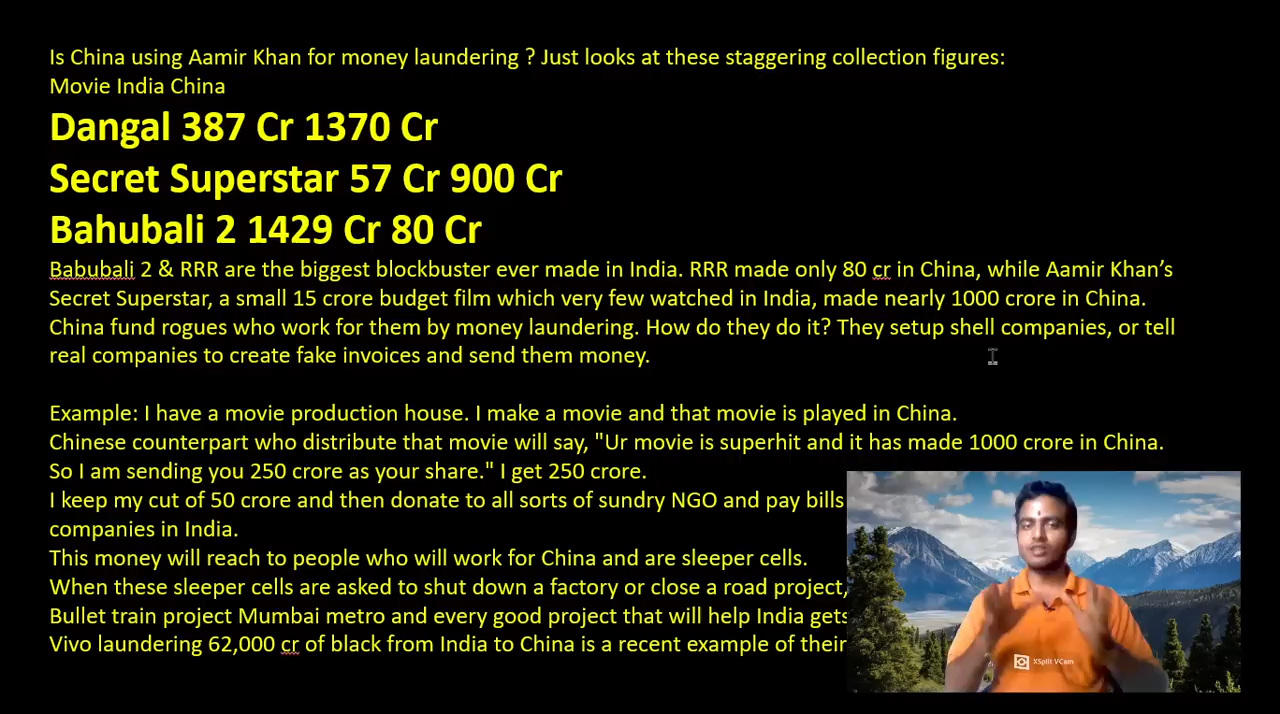 Is China using Aamir Khan for money laundering ? Just looks at these staggering collection figures:
Movie India China
Dangal 387 Cr 1370 Cr
Secret Superstar 57 Cr 900 Cr
Bahubali 2 1429 Cr 80 Cr
Babubali 2 & RRR are the biggest blockbuster ever made in India. RRR made only 80 cr in China, while Aamir Khan's
Secret Superstar, a small 15 crore budget film which very few watched in India, made nearly 1000 crore in China.
China fund rogues who work for them by money laundering. How do they do it? They setup shell companies, or tell
real companies to create fake invoices and send them money.
Example: I have a movie production house. I make a movie and that movie is played in China.
Chinese counterpart who distribute that movie will say, "Ur movie is superhit and it has made 1000 crore in China.
So I am sending you 250 crore as your share." I get 250 crore.
I keep my cut of 50 crore and then donate to all sorts of sundry NGO and pay bills
companies in India.
This money will reach to people who will work for China and are sleeper cells.
When these sleeper cells are asked to shut down a factory or close a road project,
Bullet train project Mumbai metro and every good project that will help India gets
Vivo laundering 62,000 cr of black from India to China is a recent example of their
XSplit VCam